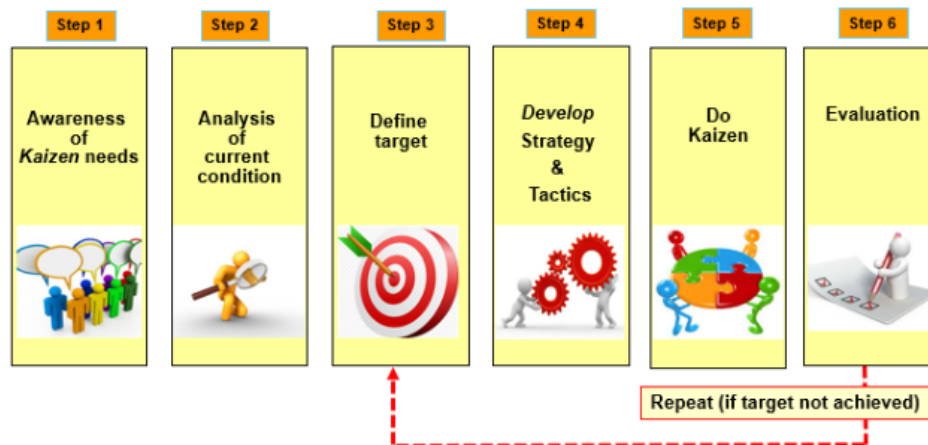 Step 1
Awareness
of
Kaizen needs
Step 2
Analysis
of
current
condition
Step 3
Define
target
Step 4
Develop
Strategy
&
Tactics
Step 5
Do
Kaizen
Step 6
Evaluation
Repeat (if target not achieved)